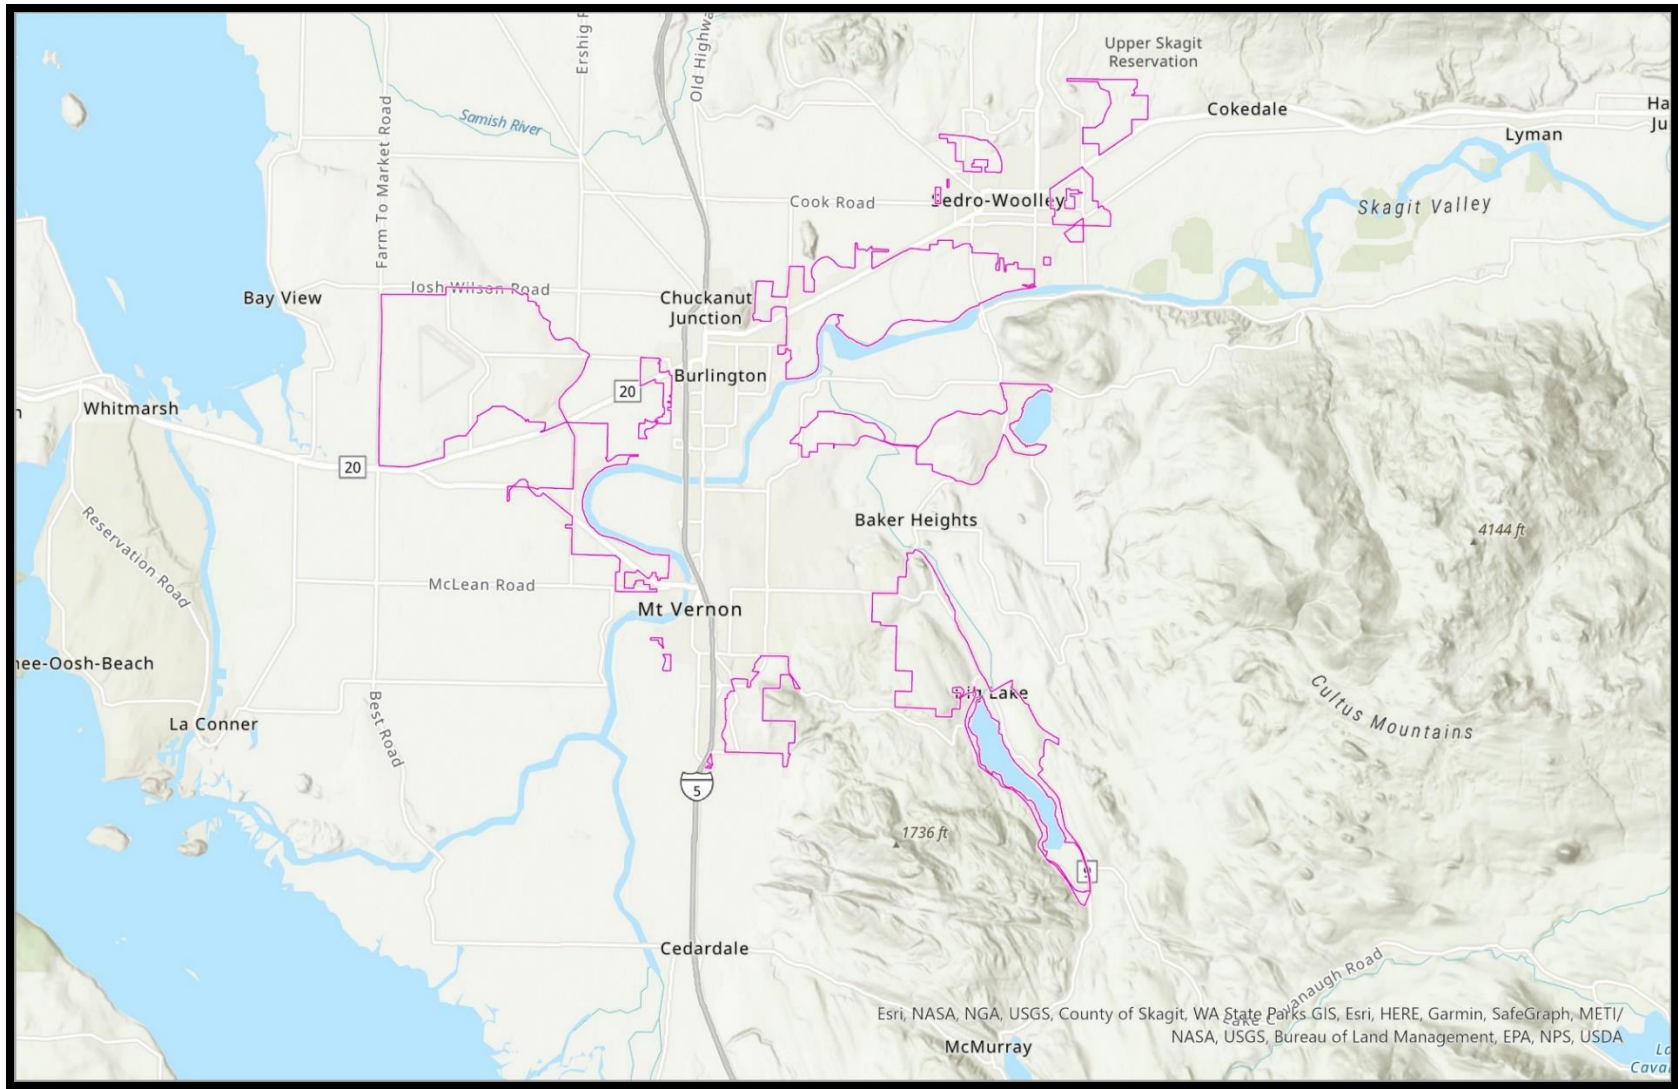 Ershig
Old Highwa
Upper Skagit
Reservation
Farm To Market Road
Samish River
Cokedale
Ha
Ju
Lyman
Cook Road
Sedro-Woolley
Skagit Valley
Josh Wilson Road
Bay View
Chuckanut
Junction
Burlington
20
Whitmarsh
20
Reservation Road
Baker Heights
4144 ft
McLean Road
Mt Vernon
nee-Oosh-Beach
Big Lake
Cultus Mountains
La Conner
Best Road
5
1736 ft
9
Cedardale
Lake Cavanaugh Road
Esri, NASA, NGA, USGS, County of Skagit, WA State Parks GIS, Esri, HERE, Garmin, SafeGraph, METI/
NASA, USGS, Bureau of Land Management, EPA, NPS, USDA
McMurray
La
Cava